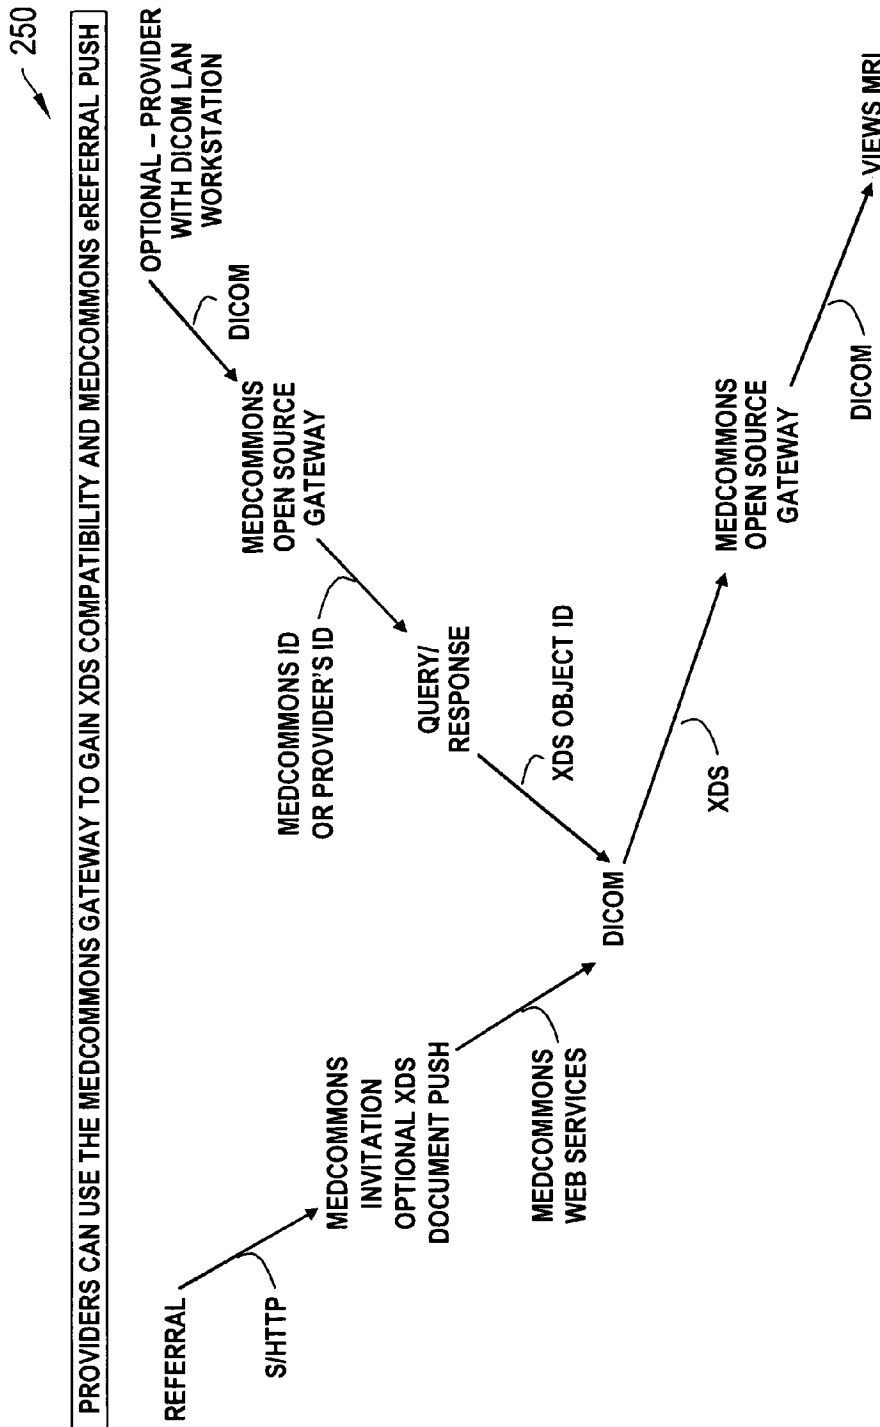 250
PROVIDERS CAN USE THE MEDCOMMONS GATEWAY TO GAIN XDS COMPATIBILITY AND MEDCOMMONS eREFERRAL PUSH
REFERRAL
S/HTTP
MEDCOMMONS
INVITATION
OPTIONAL XDS
DOCUMENT PUSH
MEDCOMMONS
WEB SERVICES
OPTIONAL – PROVIDER
WITH DICOM LAN
WORKSTATION
DICOM
MEDCOMMONS
OPEN SOURCE
GATEWAY
MEDCOMMONS ID
OR PROVIDER'S ID
QUERY/
RESPONSE
XDS OBJECT ID
DICOM
XDS
MEDCOMMONS
OPEN SOURCE
GATEWAY
DICOM
VIEWS MRI